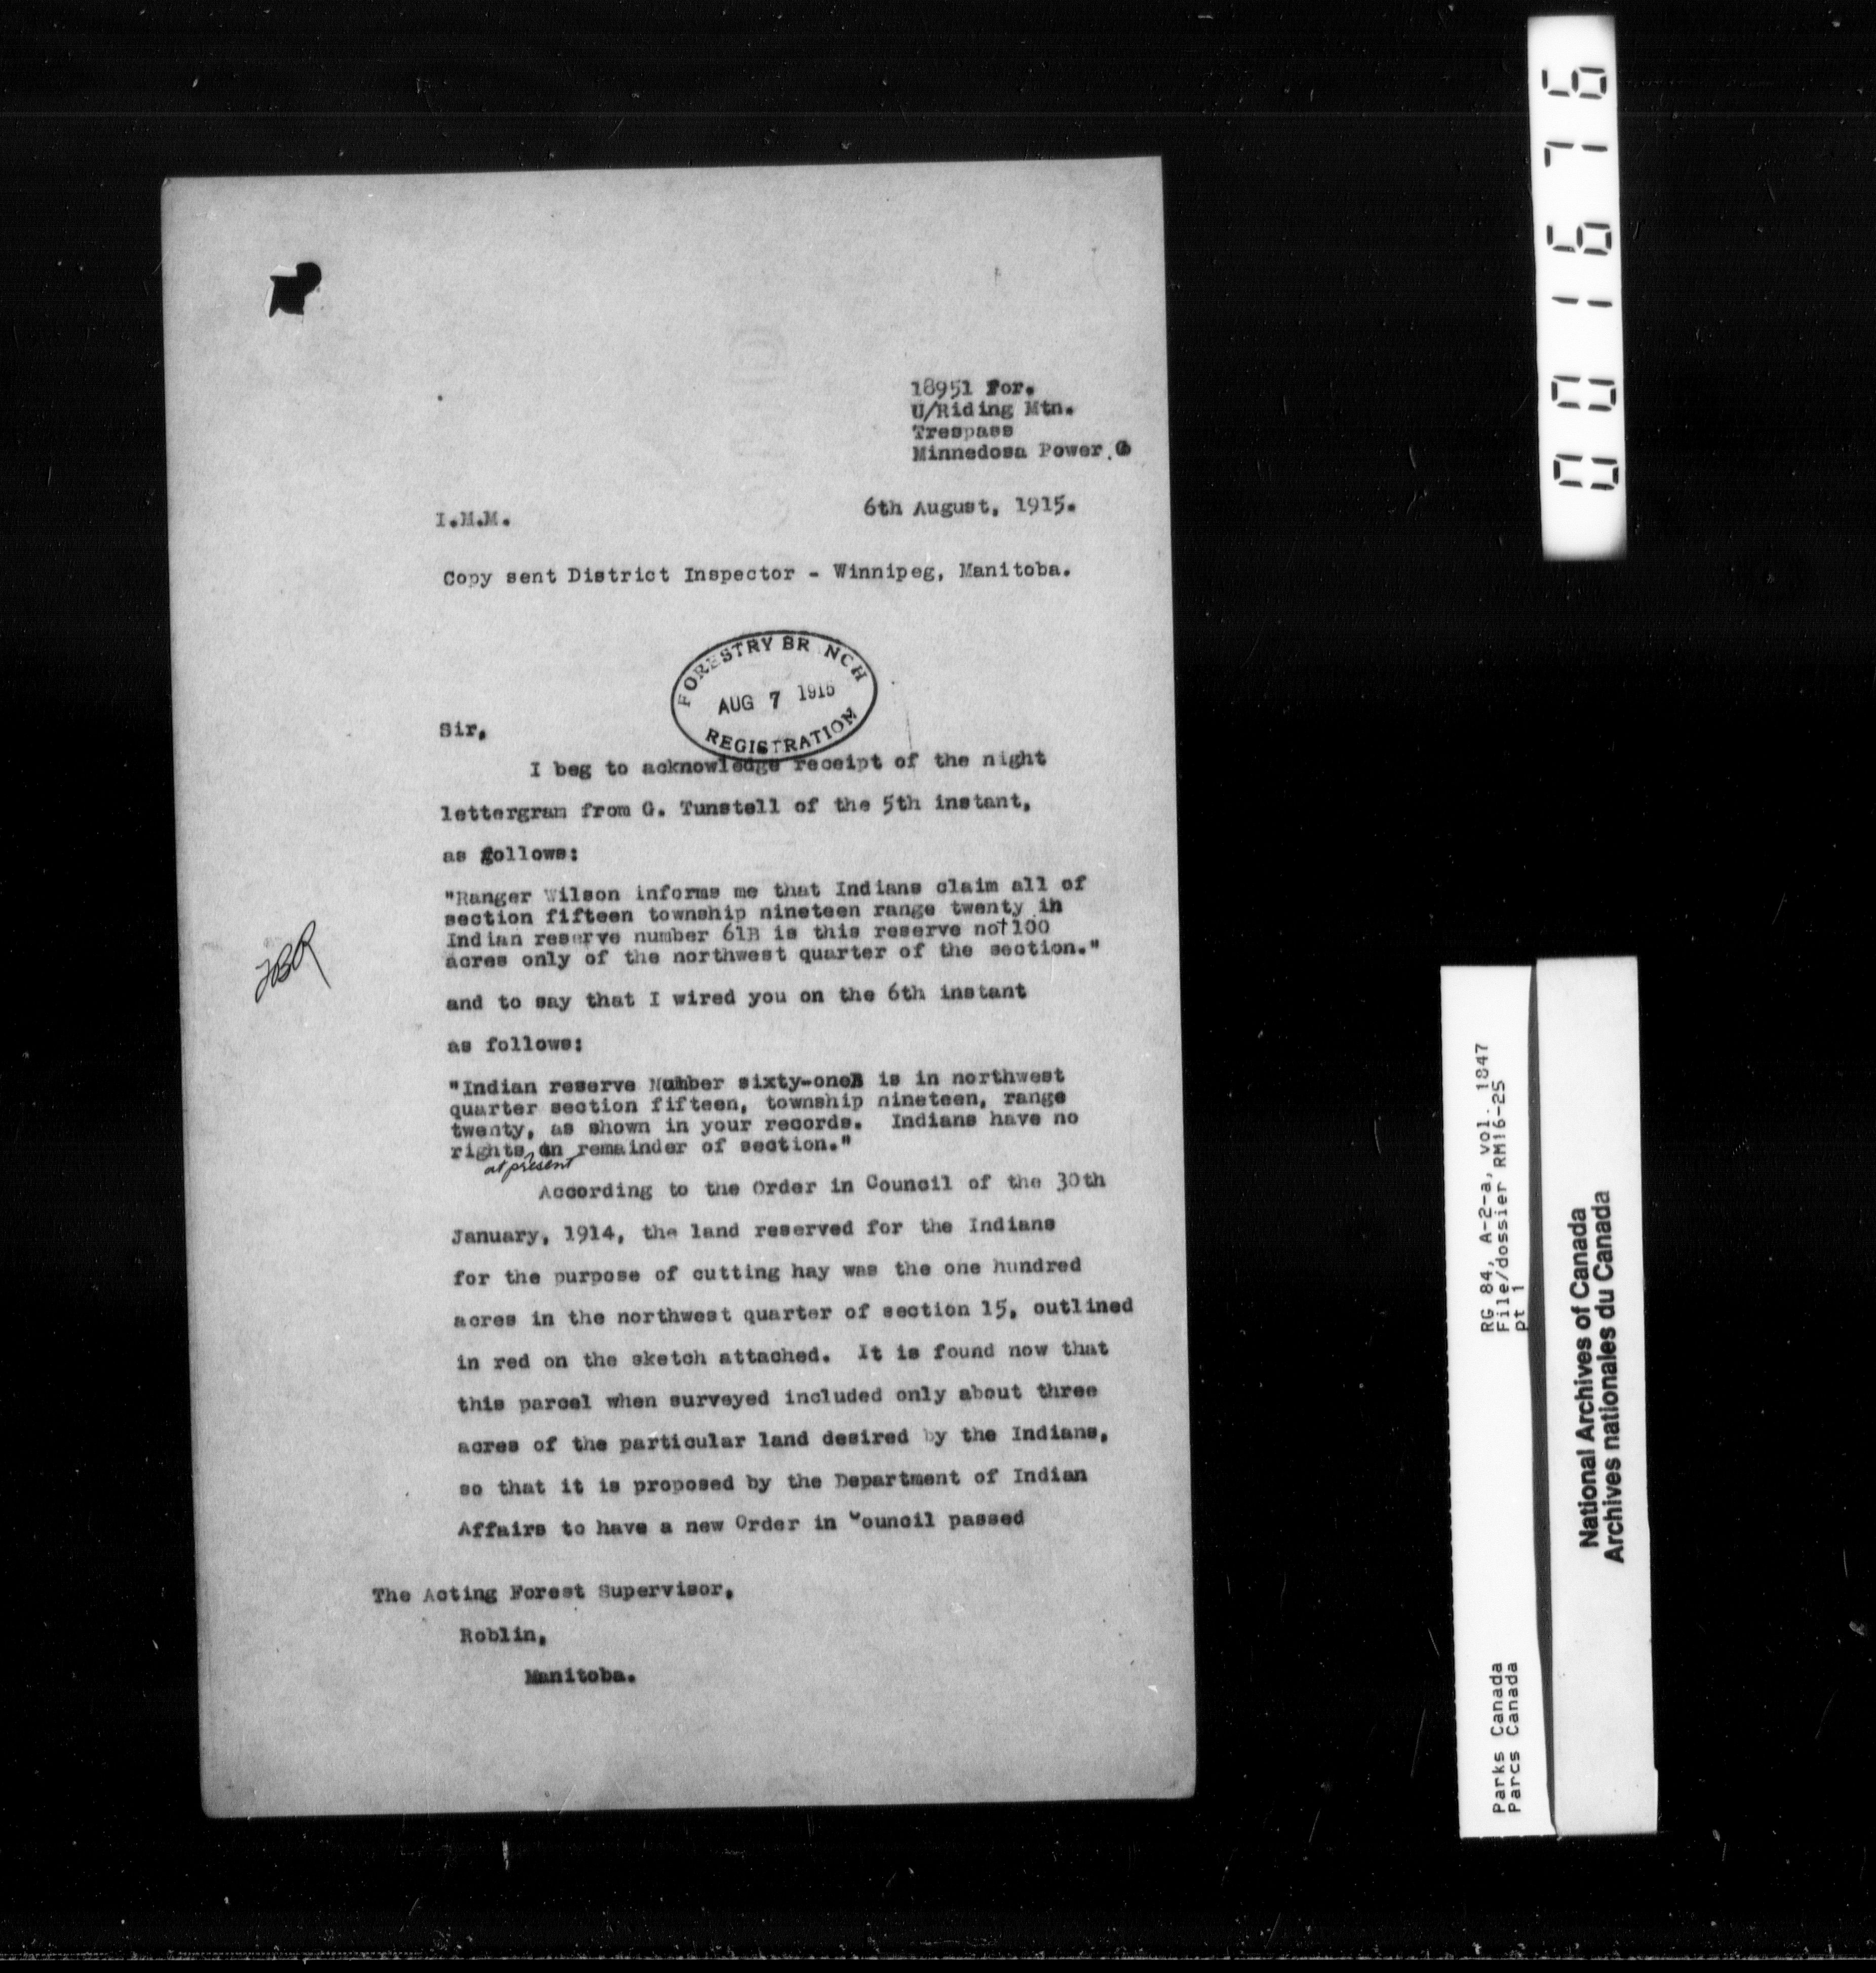 18951 For.
U/Riding Mtn.
Trespass
Minnedosa Power Co
I.M.M.
6th August, 1915.
Copy sent District Inspector - Winnipeg, Manitoba.
FORESTRY BR NCH
AUG 7 1915
REGISTRATION
Sir,
I beg to acknowledge receipt of the night
lettergram from G. Tunstell of the 5th instant,
as follows:
"Ranger Wilson informs me that Indians claim all of
section fifteen township nineteen range twenty in
Indian reserve number 61B is this reserve not 100
acres only of the northwest quarter of the section."
and to say that I wired you on the 6th instant
as follows:
"Indian reserve Number sixty-oneB is in northwest
quarter section fifteen, township nineteen, range
twenty, as shown in your records. Indians have no
rights in remainder of section."
at present
According to the Order in Council of the 30th
January, 1914, the land reserved for the Indians
for the purpose of cutting hay was the one hundred
acres in the northwest quarter of section 15, outlined
in red on the sketch attached. It is found now that
this parcel when surveyed included only about three
acres of the particular land desired by the Indians,
so that it is proposed by the Department of Indian
Affairs to have a new Order in Council passed
The Acting Forest Supervisor,
Roblin,
Manitoba.
001676
RG 84, A-2-a, vol. 1847
File/dossier RM16-25
pt 1
Parks Canada
Parcs Canada
National Archives of Canada
Archives nationales du Canada